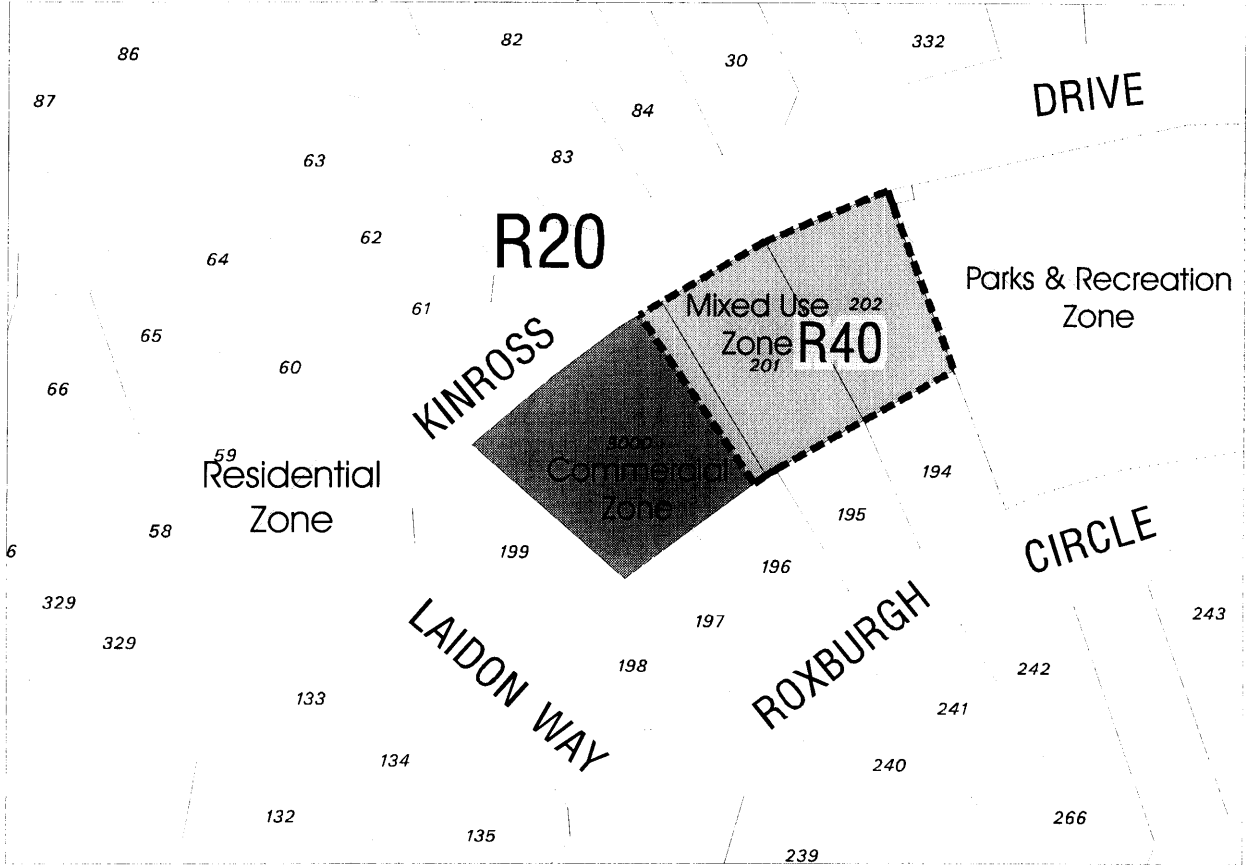 82
332
86
30
87
DRIVE
84
63
83
62
R20
64
Parks & Recreation
Zone
Mixed Use
Zone
202
R40
201
61
65
KINROSS
60
66
59
Residential
Zone
Commercial
Zone
194
195
58
CIRCLE
6
199
196
329
243
329
197
LAIDON WAY
ROXBURGH
198
242
133
241
134
240
132
266
135
239